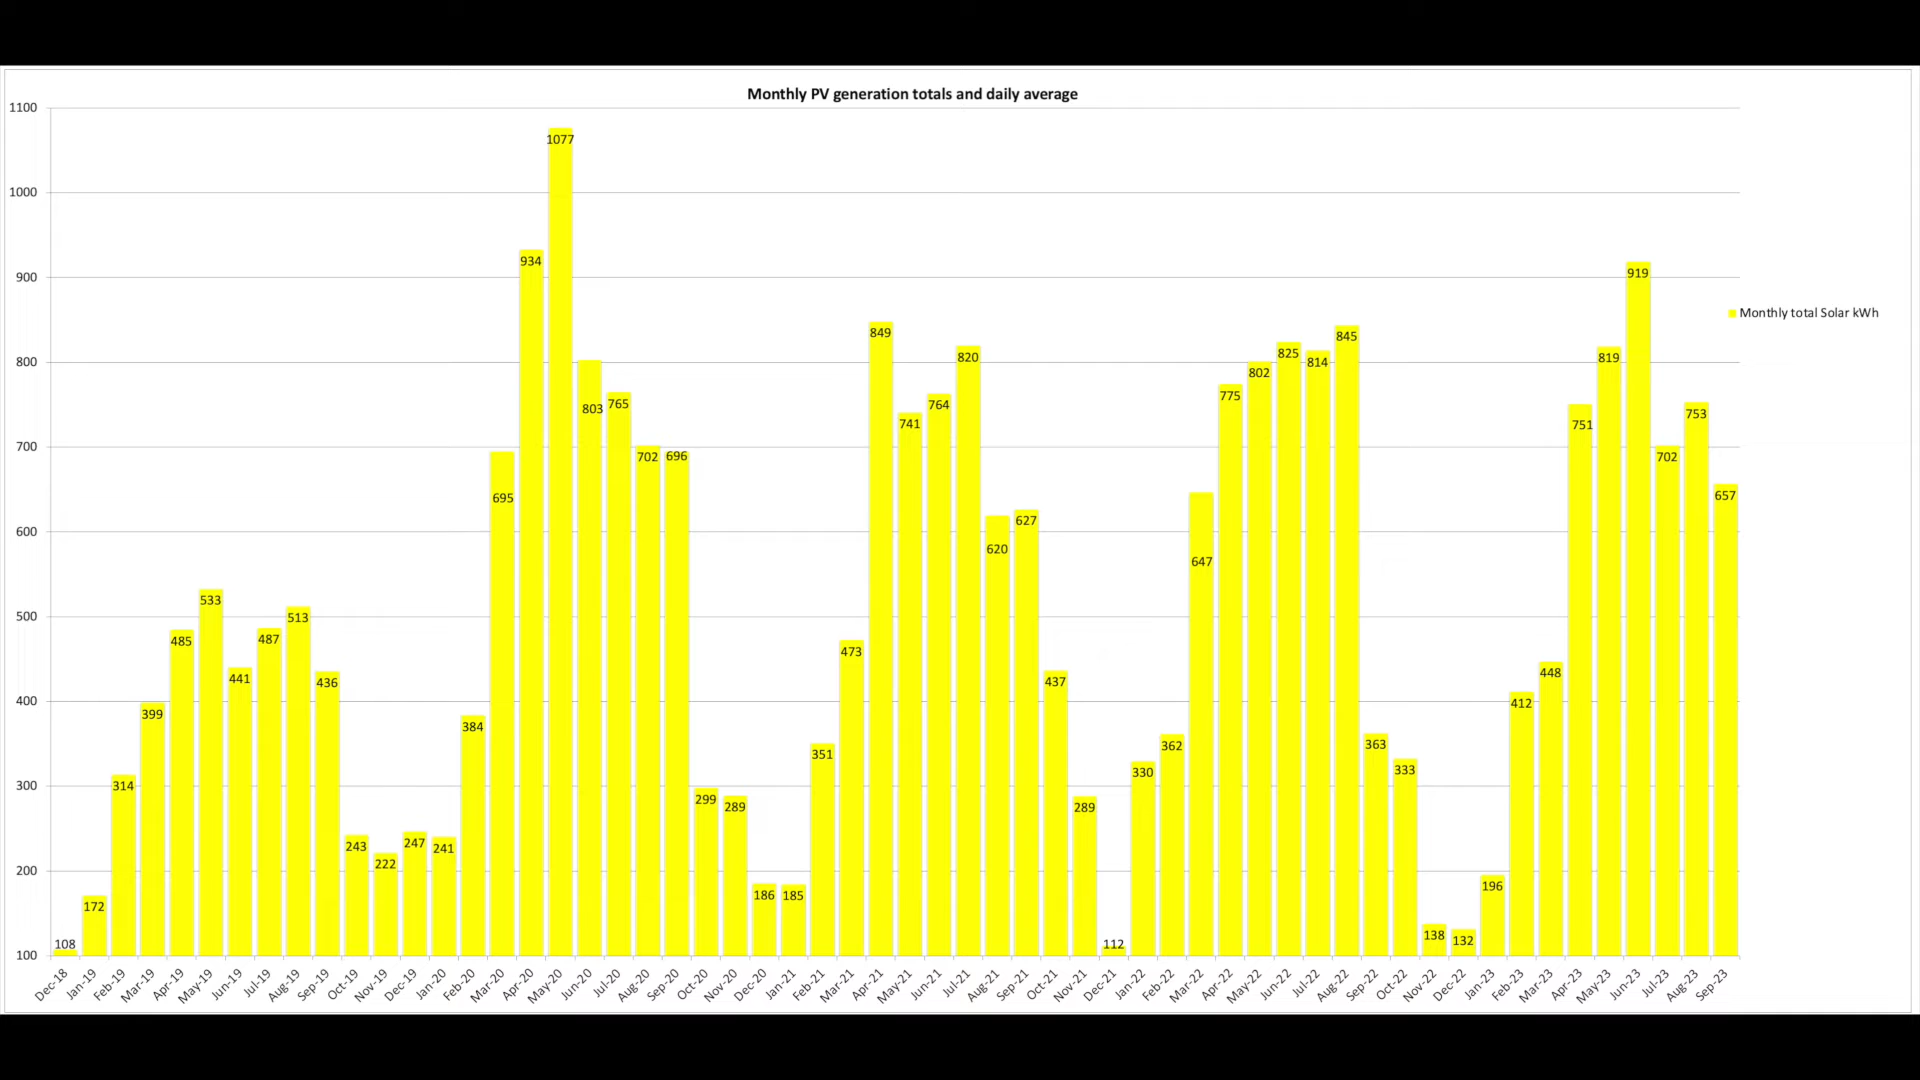 Monthly PV generation totals and daily average
1100
1000
900
800
700
600
500
400
300
200
100
108
172
314
399
485
533
441
487
513
436
243
222
247
241
384
695
934
1077
803
765
702
696
299
289
186
185
351
473
849
741
764
820
620
627
437
289
112
330
362
647
775
802
825
814
845
363
333
138
132
196
412
448
751
819
919
702
753
657
Monthly total Solar kWh
Dec-18
Jan-19
Feb-19
Mar-19
Apr-19
May-19
Jun-19
Jul-19
Aug-19
Sep-19
Oct-19
Nov-19
Dec-19
Jan-20
Feb-20
Mar-20
Apr-20
May-20
Jun-20
Jul-20
Aug-20
Sep-20
Oct-20
Nov-20
Dec-20
Jan-21
Feb-21
Mar-21
Apr-21
May-21
Jun-21
Jul-21
Aug-21
Sep-21
Oct-21
Nov-21
Dec-21
Jan-22
Feb-22
Mar-22
Apr-22
May-22
Jun-22
Jul-22
Aug-22
Sep-22
Oct-22
Nov-22
Dec-22
Jan-23
Feb-23
Mar-23
Apr-23
May-23
Jun-23
Jul-23
Aug-23
Sep-23